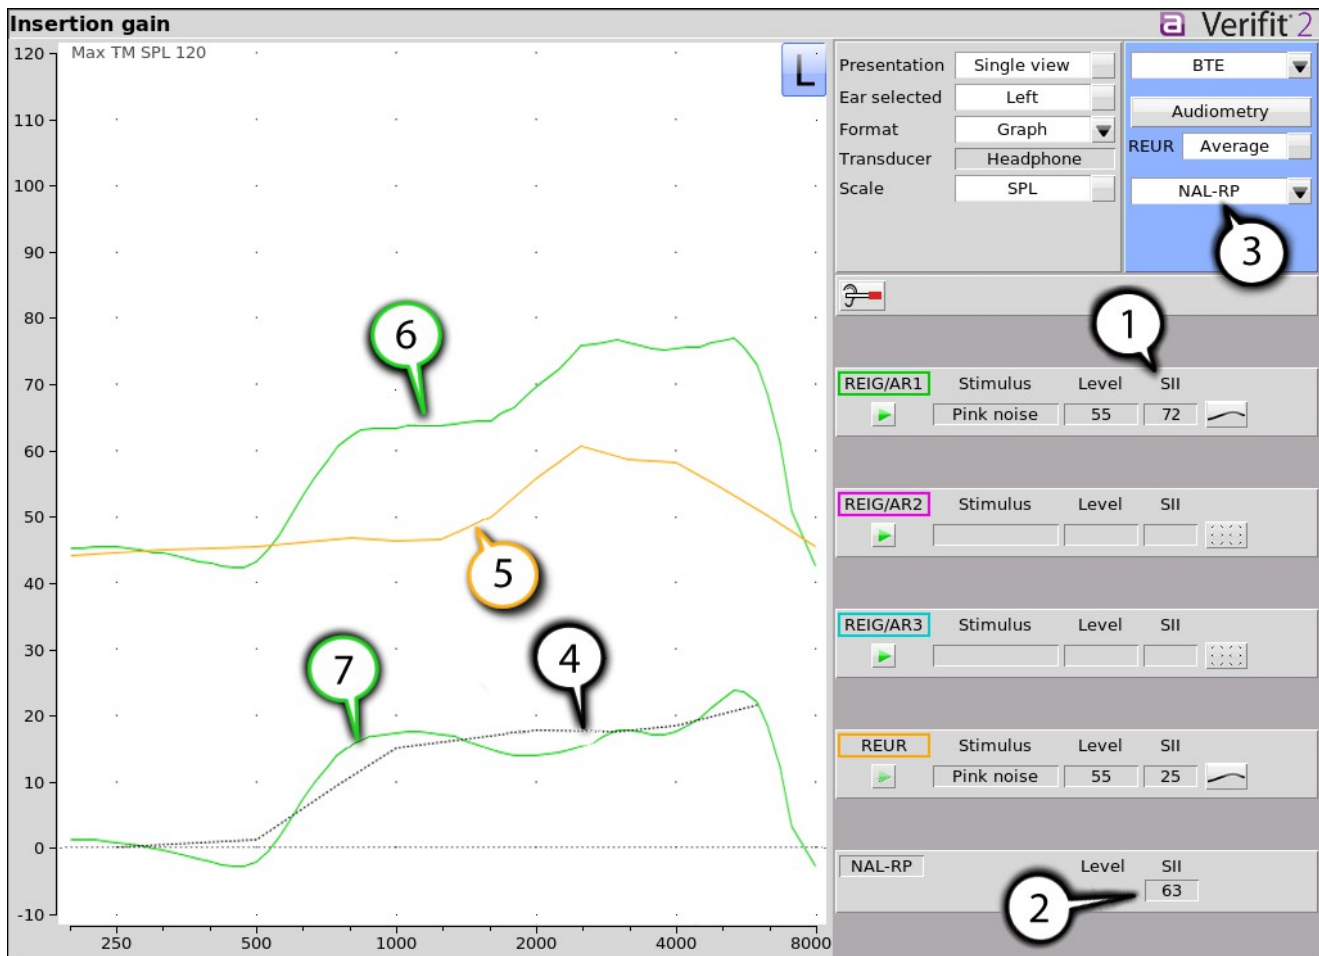 Insertion gain
a Verifit 2
Max TM SPL 120
L
120
110
100
90
80
70
60
50
40
30
20
10
0
-10
250 500 1000 2000 4000 8000
6
5
7
4
Presentation Single view
Ear selected Left
Format Graph
Transducer Headphone
Scale SPL
BTE
Audiometry
REUR Average
NAL-RP
3
1
REIG/AR1 Stimulus Level SII
Pink noise 55 72
REIG/AR2 Stimulus Level SII
REIG/AR3 Stimulus Level SII
REUR Stimulus Level SII
Pink noise 55 25
NAL-RP Level SII
63
2